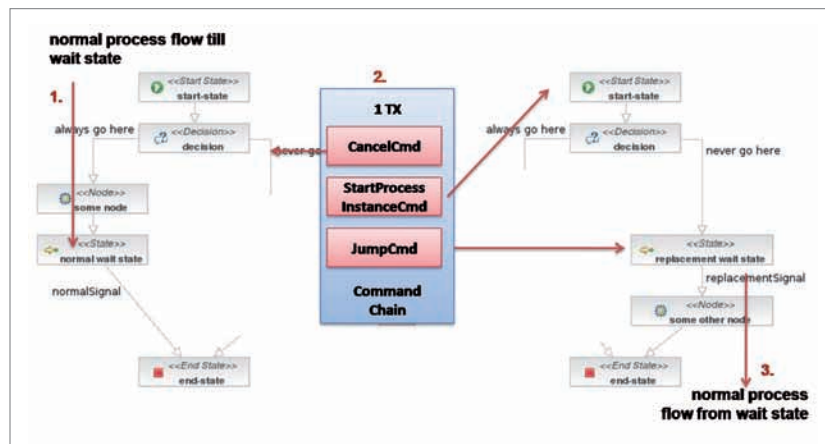 normal process flow till
wait state
1.
<<Start State>>
start-state
always go here
<<Decision>>
decision
never go
<<Node>>
some node
<<State>>
normal wait state
normalSignal
<<End State>>
end-state
2.
1 TX
CancelCmd
StartProcess
InstanceCmd
JumpCmd
Command
Chain
<<Start State>>
start-state
always go here
<<Decision>>
decision
never go here
<<State>>
replacement wait state
replacementSignal
<<Node>>
some other node
<<End State>>
end-state
3.
normal process
flow from wait state